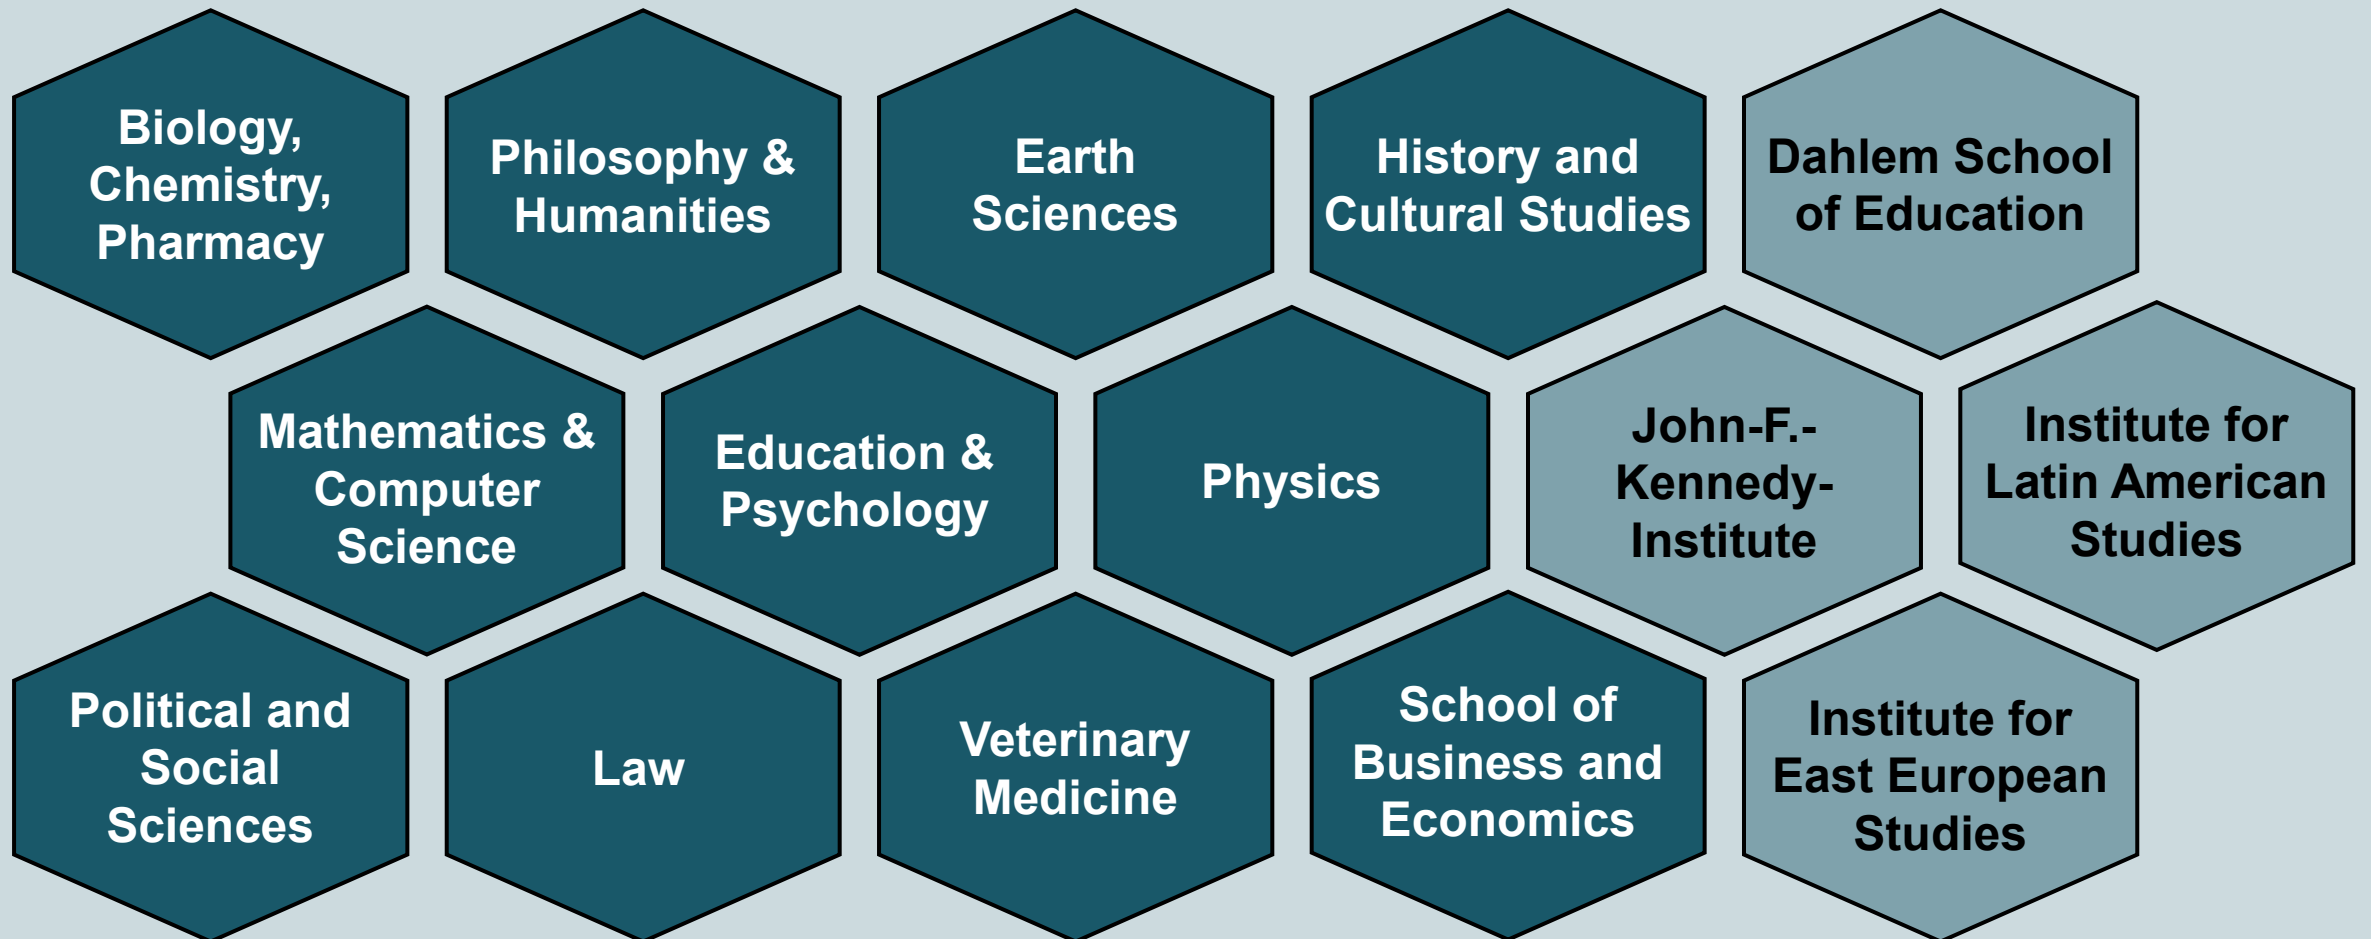 Biology,
Chemistry,
Pharmacy
Philosophy &
Humanities
Earth
Sciences
History and
Cultural Studies
Dahlem School
of Education
Mathematics &
Computer
Science
Education &
Psychology
Physics
John-F.-
Kennedy-
Institute
Institute for
Latin American
Studies
Political and
Social
Sciences
Law
Veterinary
Medicine
School of
Business and
Economics
Institute for
East European
Studies